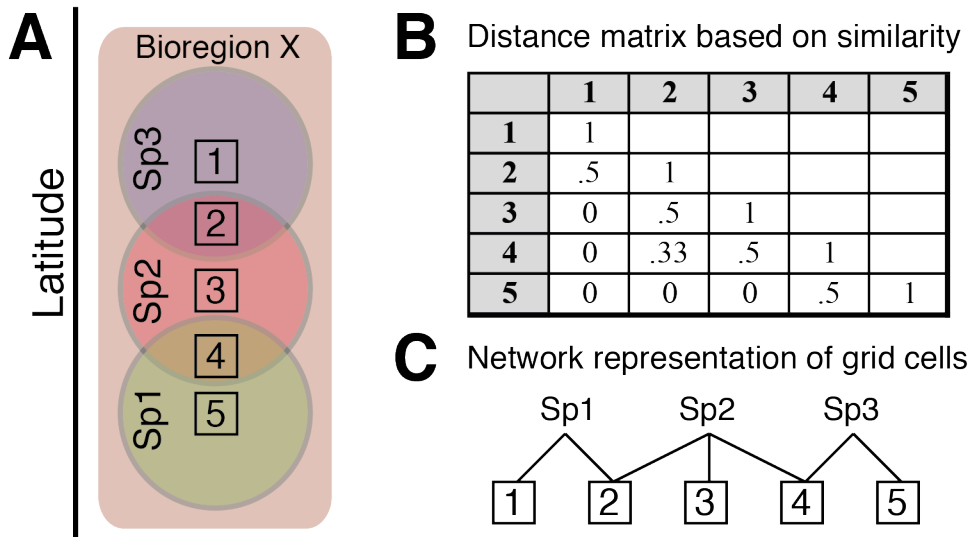 A
Bioregion X
Latitude
Sp3
1
2
Sp2
3
4
Sp1
5
B Distance matrix based on similarity
1 2 3 4 5
1 1
2 .5 1
3 0 .5 1
4 0 .33 .5 1
5 0 0 0 .5 1
C Network representation of grid cells
Sp1 Sp2 Sp3
1 2 3 4 5